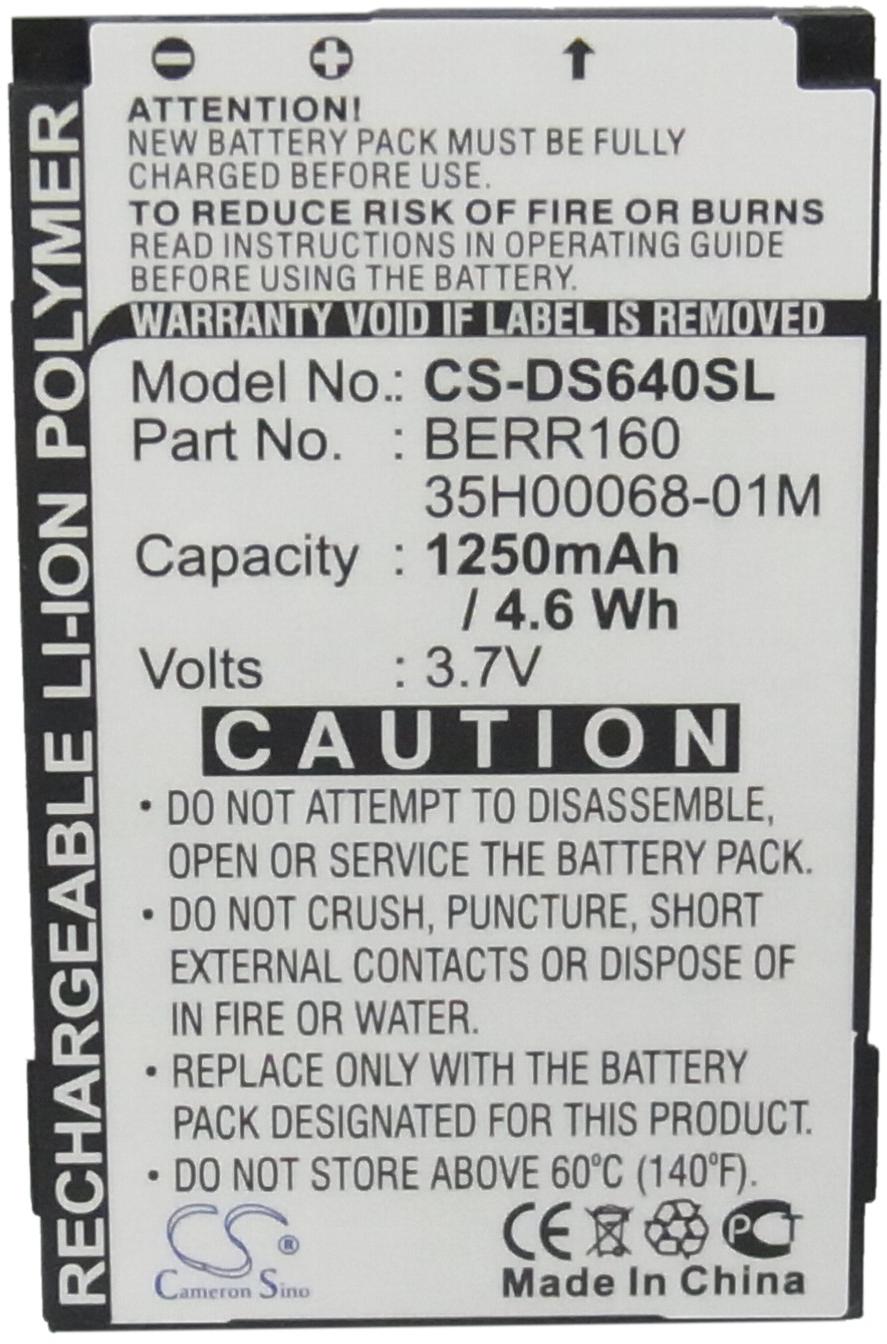 ATTENTION!
NEW BATTERY PACK MUST BE FULLY
CHARGED BEFORE USE.
TO REDUCE RISK OF FIRE OR BURNS
READ INSTRUCTIONS IN OPERATING GUIDE
BEFORE USING THE BATTERY.
WARRANTY VOID IF LABEL IS REMOVED
RECHARGEABLE LI-ION POLYMER
Model No.: CS-DS640SL
Part No. : BERR160
35H00068-01M
Capacity : 1250mAh
/ 4.6 Wh
Volts : 3.7V
CAUTION
• DO NOT ATTEMPT TO DISASSEMBLE,
OPEN OR SERVICE THE BATTERY PACK.
• DO NOT CRUSH, PUNCTURE, SHORT
EXTERNAL CONTACTS OR DISPOSE OF
IN FIRE OR WATER.
• REPLACE ONLY WITH THE BATTERY
PACK DESIGNATED FOR THIS PRODUCT.
• DO NOT STORE ABOVE 60°C (140°F).
CS®
Cameron Sino
CE PCT
Made In China